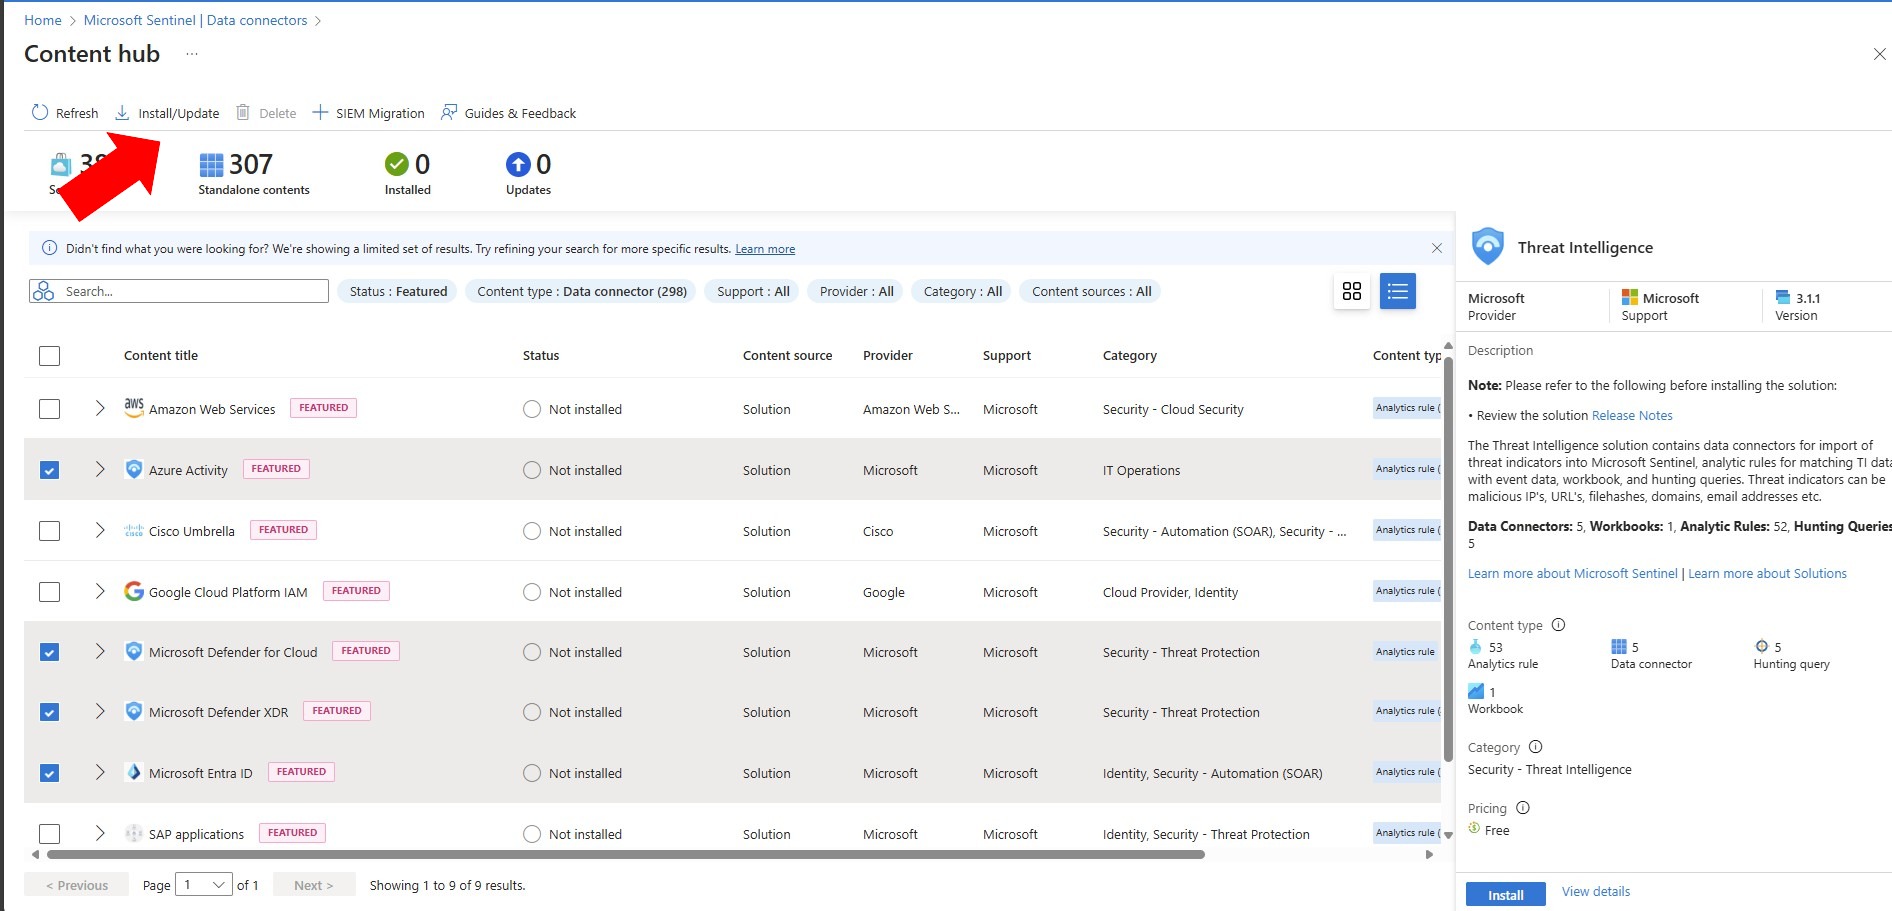 Home > Microsoft Sentinel | Data connectors >
Content hub ...
Refresh Install/Update Delete SIEM Migration Guides & Feedback
307 0 0
Standalone contents Installed Updates
Didn't find what you were looking for? We're showing a limited set of results. Try refining your search for more specific results. Learn more
Search... Status : Featured Content type : Data connector (298) Support : All Provider : All Category : All Content sources : All
Content title Status Content source Provider Support Category Content typ
aws Amazon Web Services FEATURED Not installed Solution Amazon Web S... Microsoft Security - Cloud Security Analytics rule (
Azure Activity FEATURED Not installed Solution Microsoft Microsoft IT Operations Analytics rule (
cisco Cisco Umbrella FEATURED Not installed Solution Cisco Microsoft Security - Automation (SOAR), Security - ... Analytics rule (
Google Cloud Platform IAM FEATURED Not installed Solution Google Microsoft Cloud Provider, Identity Analytics rule (
Microsoft Defender for Cloud FEATURED Not installed Solution Microsoft Microsoft Security - Threat Protection Analytics rule
Microsoft Defender XDR FEATURED Not installed Solution Microsoft Microsoft Security - Threat Protection Analytics rule (
Microsoft Entra ID FEATURED Not installed Solution Microsoft Microsoft Identity, Security - Automation (SOAR) Analytics rule (
SAP applications FEATURED Not installed Solution Microsoft Microsoft Identity, Security - Threat Protection Analytics rule (
< Previous Page 1 of 1 Next > Showing 1 to 9 of 9 results.
Threat Intelligence
Microsoft Microsoft 3.1.1
Provider Support Version
Description
Note: Please refer to the following before installing the solution:
• Review the solution Release Notes
The Threat Intelligence solution contains data connectors for import of
threat indicators into Microsoft Sentinel, analytic rules for matching TI data
with event data, workbook, and hunting queries. Threat indicators can be
malicious IP's, URL's, filehashes, domains, email addresses etc.
Data Connectors: 5, Workbooks: 1, Analytic Rules: 52, Hunting Queries
5
Learn more about Microsoft Sentinel | Learn more about Solutions
Content type
53 5 5
Analytics rule Data connector Hunting query
1
Workbook
Category
Security - Threat Intelligence
Pricing
Free
Install View details